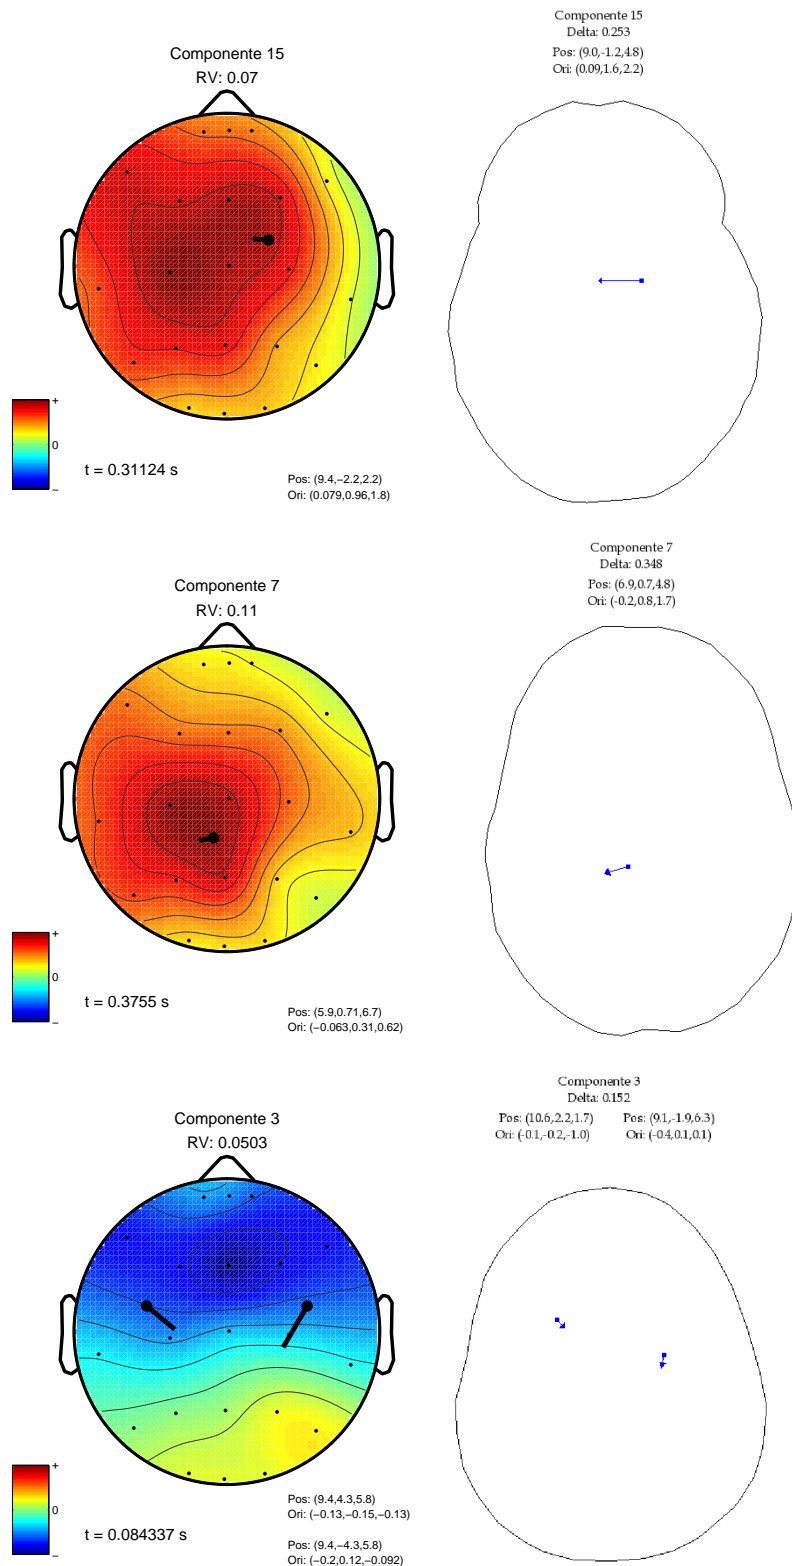 Componente 15
RV: 0.07
+
0
−
t = 0.31124 s
Pos: (9.4,−2.2,2.2)
Ori: (0.079,0.96,1.8)
Componente 15
Delta: 0.253
Pos: (9.0,-1.2,4.8)
Ori: (0.09,1.6,2.2)
Componente 7
RV: 0.11
+
0
−
t = 0.3755 s
Pos: (5.9,0.71,6.7)
Ori: (−0.063,0.31,0.62)
Componente 7
Delta: 0.348
Pos: (6.9,0.7,4.8)
Ori: (-0.2,0.8,1.7)
Componente 3
RV: 0.0503
+
0
−
t = 0.084337 s
Pos: (9.4,4.3,5.8)
Ori: (−0.13,−0.15,−0.13)
Pos: (9.4,−4.3,5.8)
Ori: (−0.2,0.12,−0.092)
Componente 3
Delta: 0.152
Pos: (10.6,2.2,1.7) Pos: (9.1,-1.9,6.3)
Ori: (-0.1,-0.2,-1.0) Ori: (-0.4,0.1,0.1)